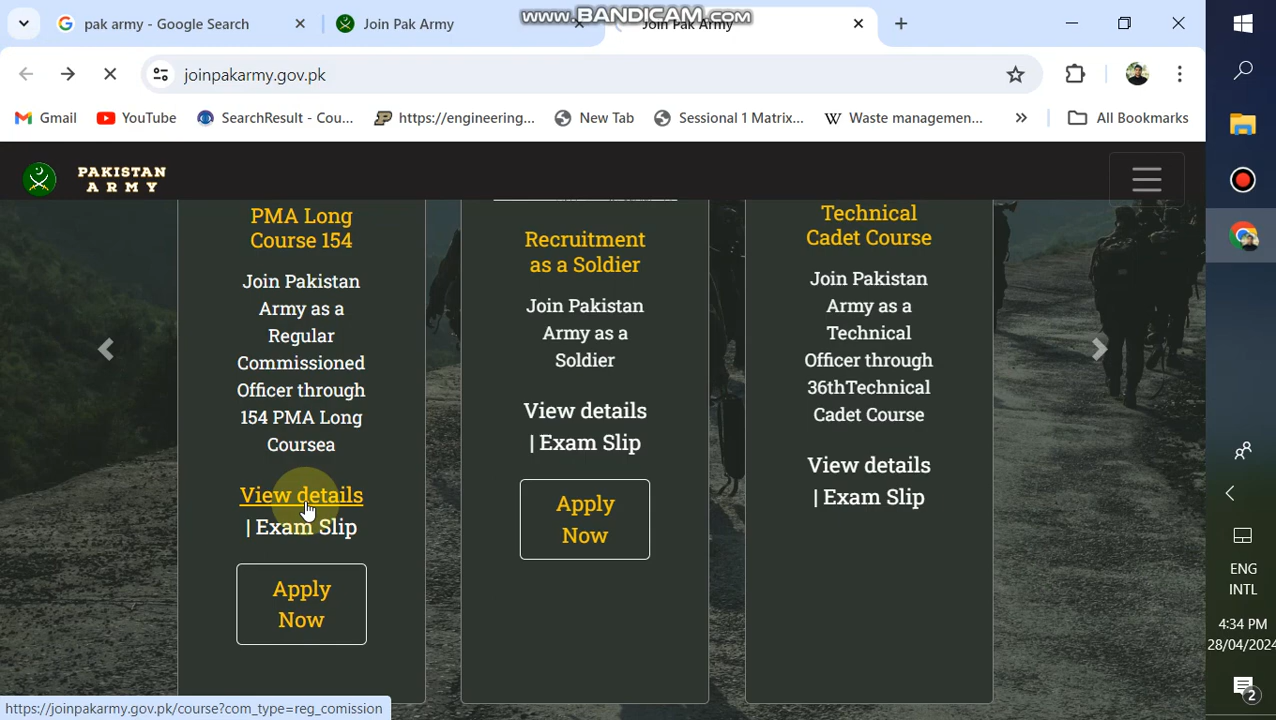 pak army - Google Search
Join Pak Army
Join Pak Army
www.BANDICAM.com
joinpakarmy.gov.pk
Gmail
YouTube
SearchResult - Cou...
https://engineering...
New Tab
Sessional 1 Matrix...
Waste managemen...
All Bookmarks
PAKISTAN
ARMY
PMA Long
Course 154
Join Pakistan
Army as a
Regular
Commissioned
Officer through
154 PMA Long
Coursea
View details
| Exam Slip
Apply
Now
Recruitment
as a Soldier
Join Pakistan
Army as a
Soldier
View details
| Exam Slip
Apply
Now
Technical
Cadet Course
Join Pakistan
Army as a
Technical
Officer through
36thTechnical
Cadet Course
View details
| Exam Slip
https://joinpakarmy.gov.pk/course?com_type=reg_comission
ENG
INTL
4:34 PM
28/04/2024
2